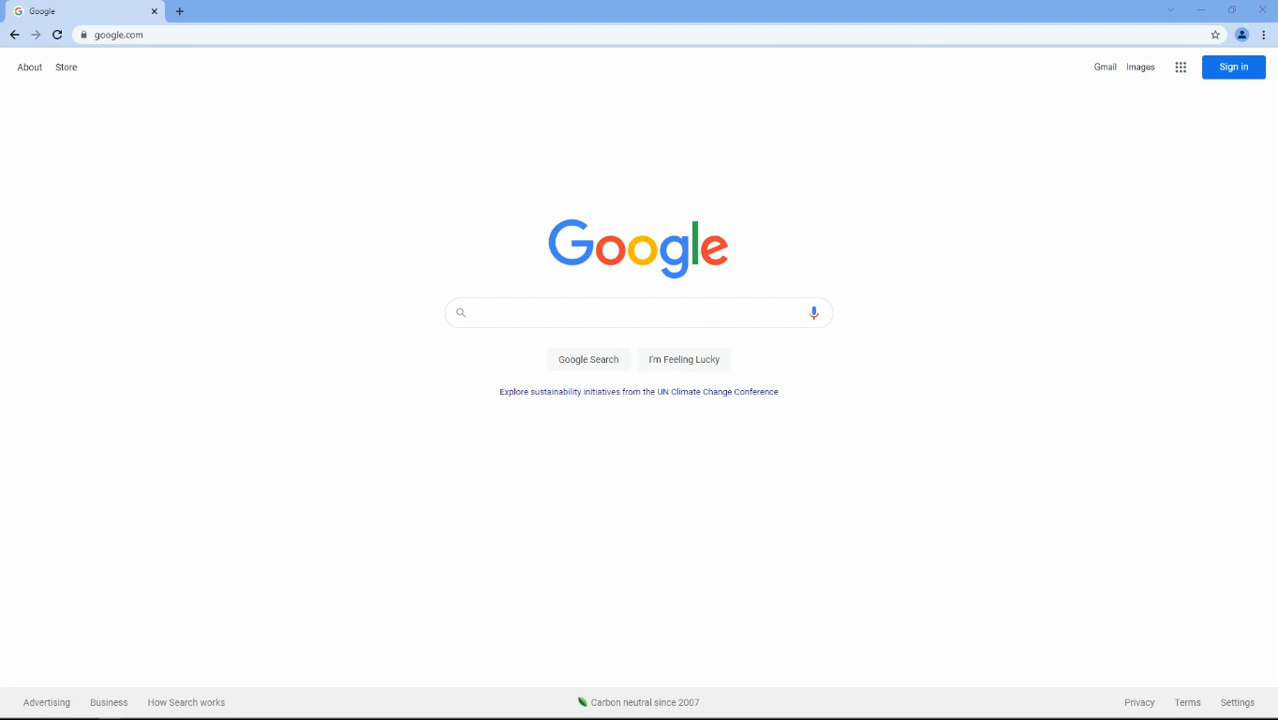 Google
google.com
About Store Gmail Images Sign in
Google
Google Search I'm Feeling Lucky
Explore sustainability initiatives from the UN Climate Change Conference
Advertising Business How Search works Carbon neutral since 2007 Privacy Terms Settings